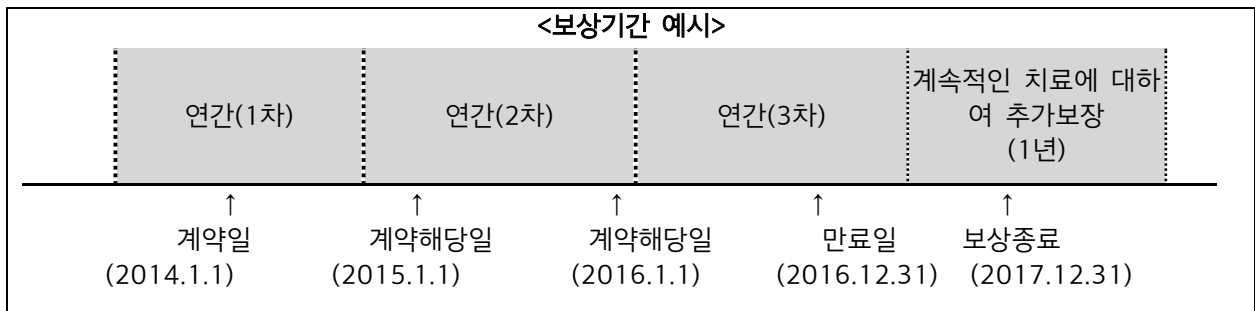 <보상기간 예시>
연간(1차) 연간(2차) 연간(3차) 계속적인 치료에 대하
여 추가보장
(1년)
↑ ↑ ↑ ↑ ↑
계약일 계약해당일 계약해당일 만료일 보상종료
(2014.1.1) (2015.1.1) (2016.1.1) (2016.12.31) (2017.12.31)